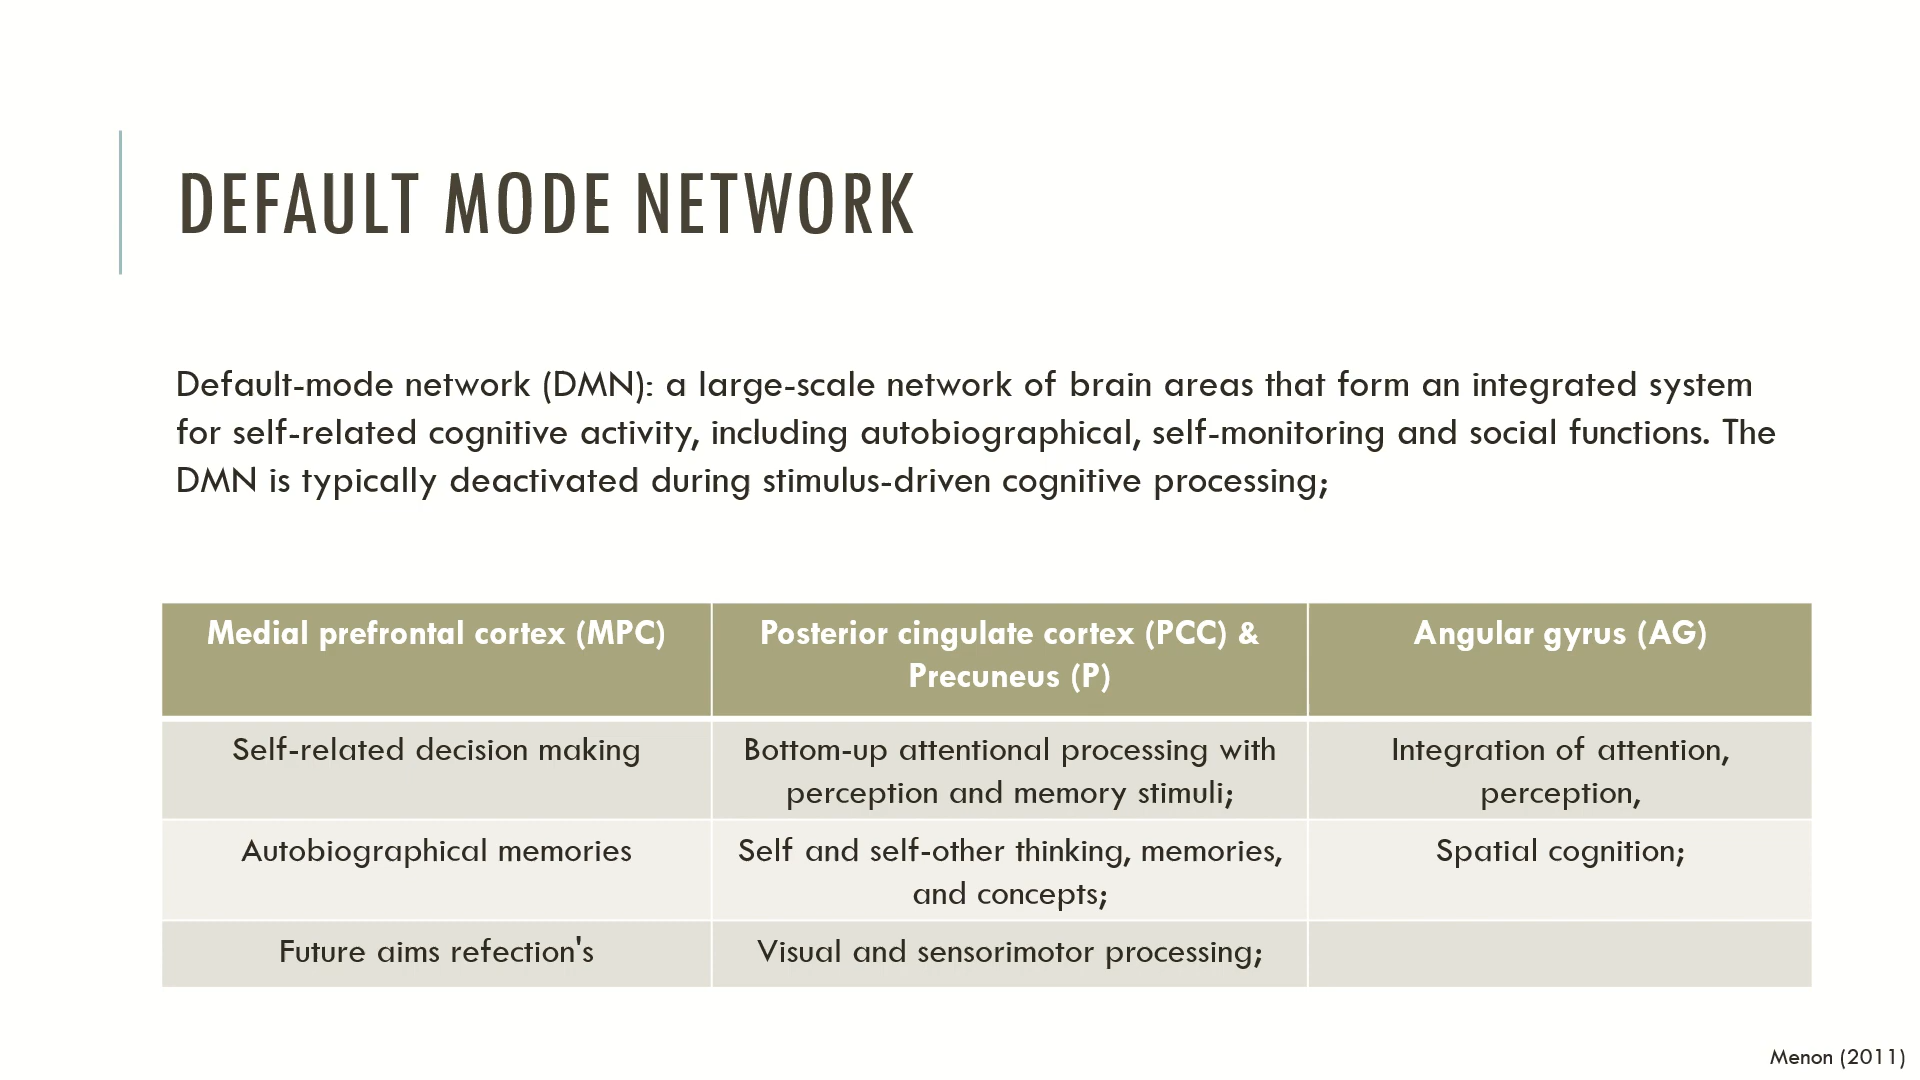 DEFAULT MODE NETWORK
Default-mode network (DMN): a large-scale network of brain areas that form an integrated system
for self-related cognitive activity, including autobiographical, self-monitoring and social functions. The
DMN is typically deactivated during stimulus-driven cognitive processing;
Medial prefrontal cortex (MPC)
Posterior cingulate cortex (PCC) &
Precuneus (P)
Angular gyrus (AG)
Self-related decision making
Bottom-up attentional processing with
perception and memory stimuli;
Integration of attention,
perception,
Autobiographical memories
Self and self-other thinking, memories,
and concepts;
Spatial cognition;
Future aims refection's
Visual and sensorimotor processing;
Menon (2011)